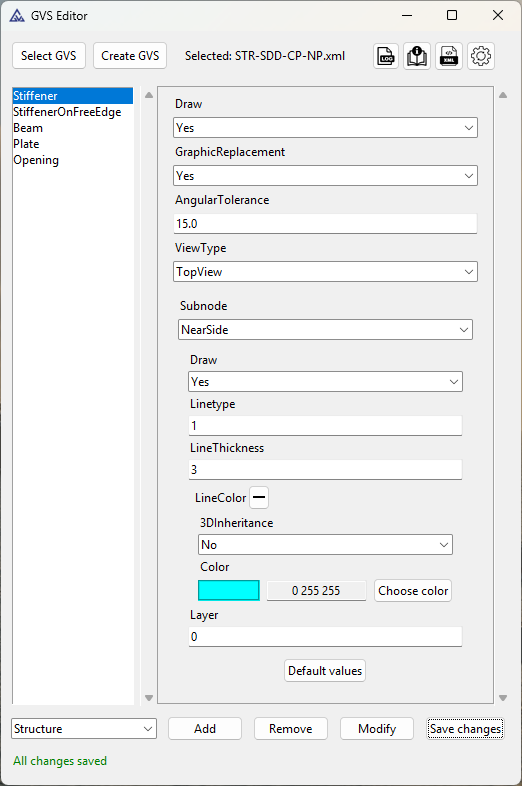 GVS Editor
Select GVS
Create GVS
Selected: STR-SDD-CP-NP.xml
LOG
XML
Stiffener
StiffenerOnFreeEdge
Beam
Plate
Opening
Draw
Yes
GraphicReplacement
Yes
AngularTolerance
15.0
ViewType
TopView
Subnode
NearSide
Draw
Yes
Linetype
1
LineThickness
3
LineColor
3DInheritance
No
Color
0 255 255
Choose color
Layer
0
Default values
Structure
Add
Remove
Modify
Save changes
All changes saved